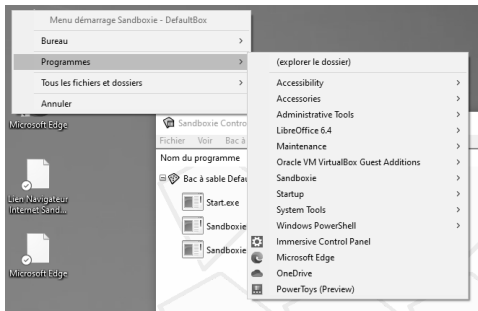 Menu démarrage Sandboxie - DefaultBox
Bureau
Programmes
Tous les fichiers et dossiers
Annuler
(explorer le dossier)
Accessibility
Accessories
Administrative Tools
LibreOffice 6.4
Maintenance
Oracle VM VirtualBox Guest Additions
Sandboxie
Startup
System Tools
Windows PowerShell
Immersive Control Panel
Microsoft Edge
OneDrive
PowerToys (Preview)
Microsoft Edge
Lien Navigateur
Internet Sand...
Microsoft Edge
Sandboxie Contro
Fichier Voir Bac à
Nom du programme
Bac à sable Defau
Start.exe
Sandboxie
Sandboxie